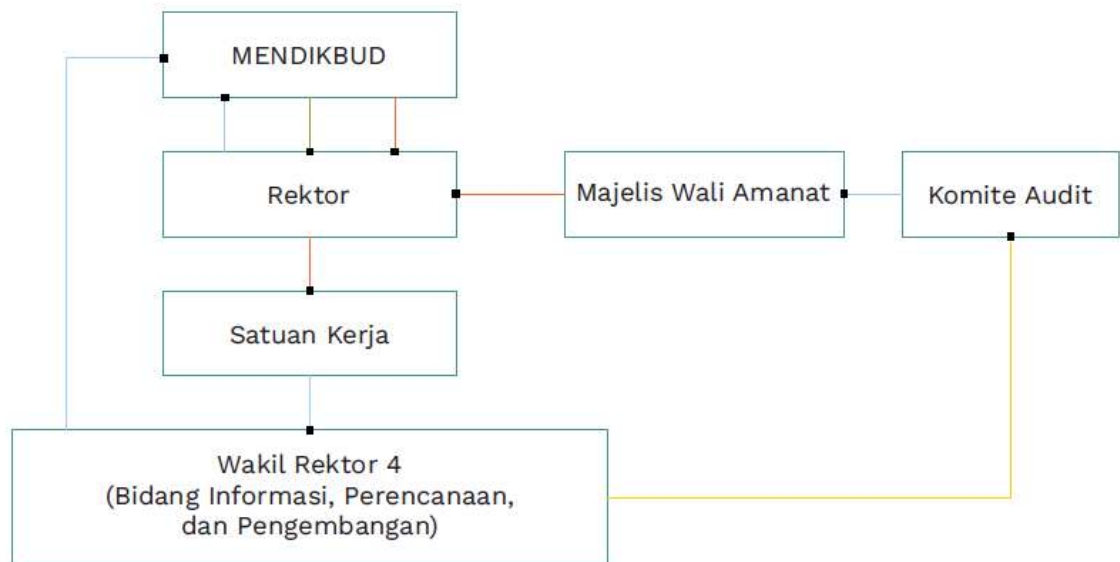 MENDIKBUD
Rektor
Majelis Wali Amanat
Komite Audit
Satuan Kerja
Wakil Rektor 4
(Bidang Informasi, Perencanaan,
dan Pengembangan)